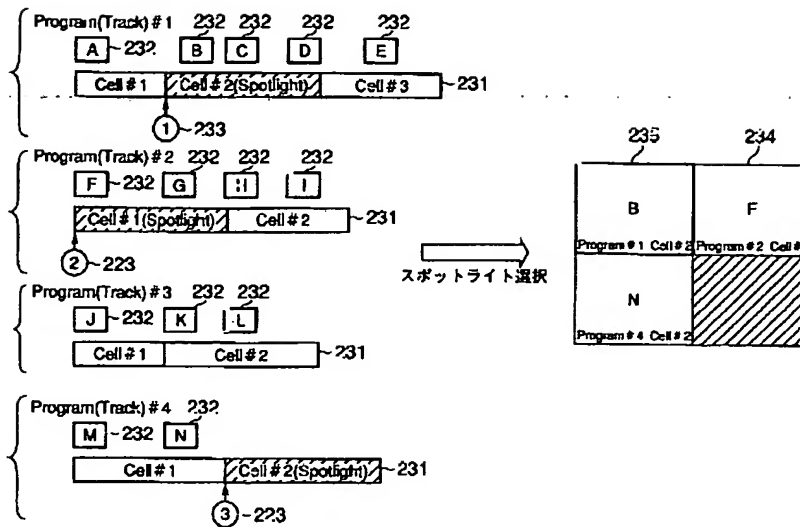 Program(Track)#1
232 232 232 232
A 232 B C D E
Cell#1 Cell#2(Spotlight) Cell#3 231
1 233
Program(Track)#2
232 232 232
F 232 G H I
Cell#1(Spotlight) Cell#2 231
2 223
Program(Track)#3
232 232
J 232 K L
Cell#1 Cell#2 231
Program(Track)#4
232
M 232 N
Cell#1 Cell#2(Spotlight) 231
3 223
スポットライト選択
235 234
B F
Program#1 Cell#2 Program#2 Cell#
N
Program#4 Cell#2